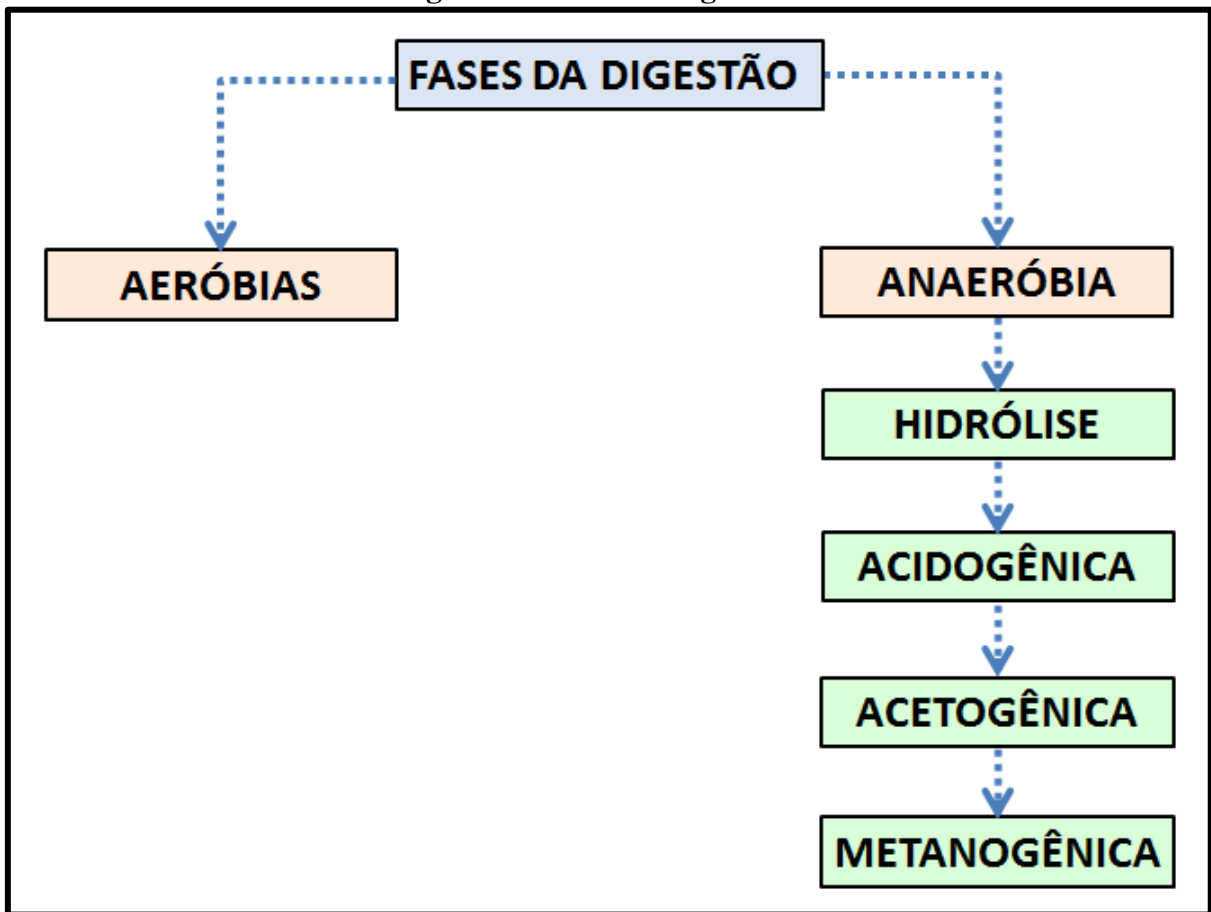 FASES DA DIGESTÃO
AERÓBIAS
ANAERÓBIA
HIDRÓLISE
ACIDOGÊNICA
ACETOGÊNICA
METANOGÊNICA